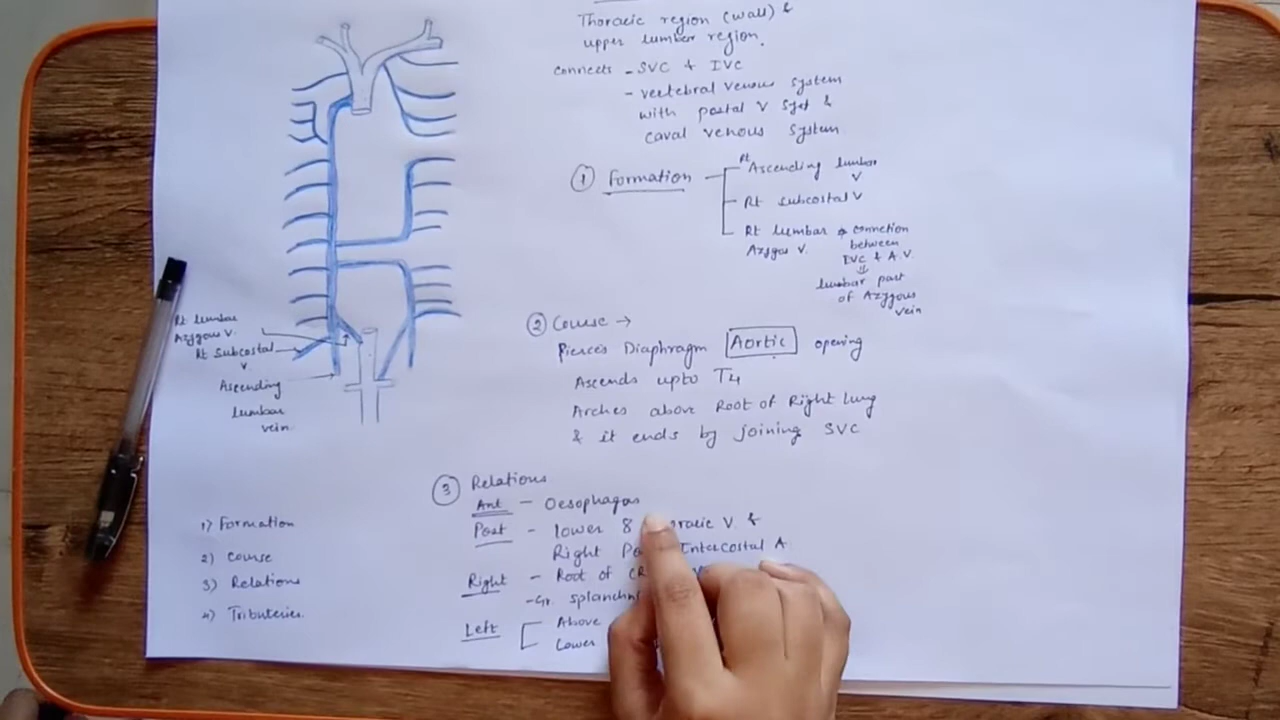 Thoracic region (wall) &
upper lumbar region.
connects - SVC & IVC
- vertebral venous system
with postal V syst &
caval venous system
① Formation
Rt Ascending lumbar
V
Rt subcostal V
Rt lumbar
Azygos V.
connection
between
IVC & A.V.
lumbar part
of Azygous
vein
② Course →
Pierces Diaphragm Aortic opening
Ascends upto T4
Arches above Root of Right lung
& it ends by joining SVC
③ Relations
Ant - Oesophagas
Post - lower 8 V &
Right Intercostal A
Right - Root of
- Gr.
Left Above
Lower
Rt lumbar
Azygous V.
Rt Subcostal
V
Ascending
lumbar
vein.
1) Formation
2) Course
3) Relations
4) Tributeries.